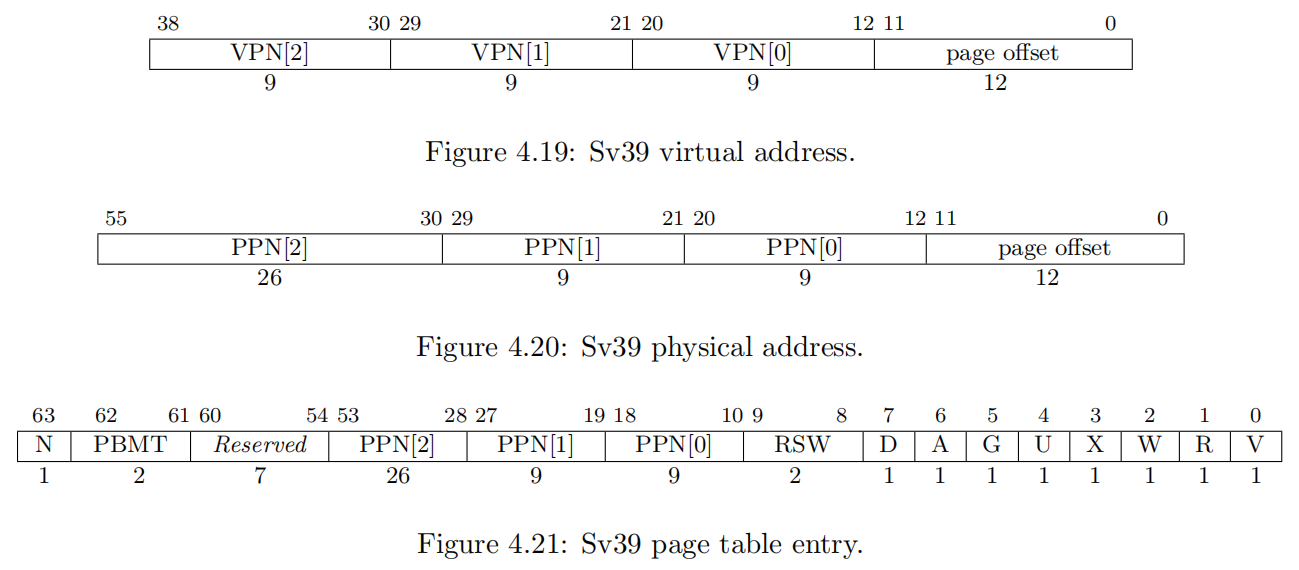 38 30 29 21 20 12 11 0
VPN[2] VPN[1] VPN[0] page offset
9 9 9 12
Figure 4.19: Sv39 virtual address.
55 30 29 21 20 12 11 0
PPN[2] PPN[1] PPN[0] page offset
26 9 9 12
Figure 4.20: Sv39 physical address.
63 62 61 60 54 53 28 27 19 18 10 9 8 7 6 5 4 3 2 1 0
N PBMT Reserved PPN[2] PPN[1] PPN[0] RSW D A G U X W R V
1 2 7 26 9 9 2 1 1 1 1 1 1 1 1
Figure 4.21: Sv39 page table entry.